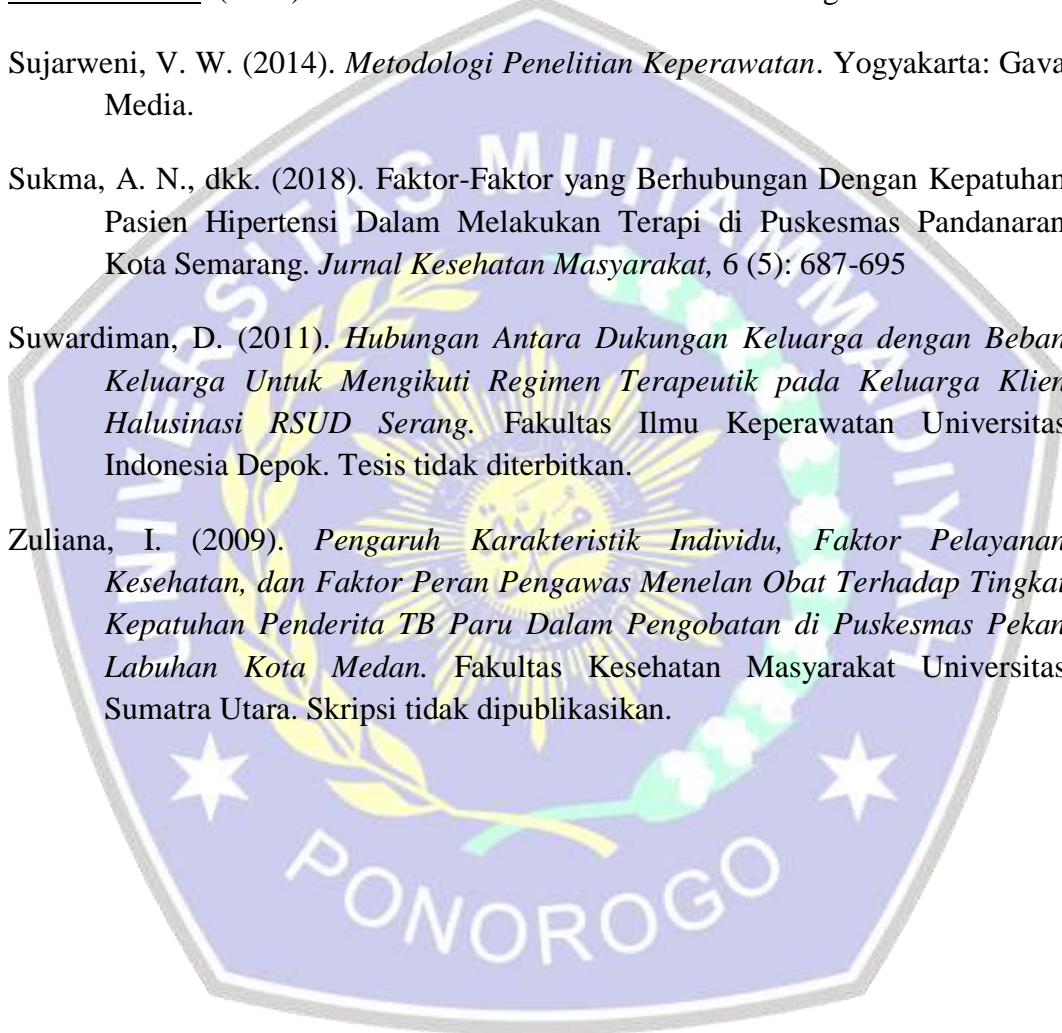 Sujarweni, V. W. (2014). Metodologi Penelitian Keperawatan. Yogyakarta: Gava
Media.
Sukma, A. N., dkk. (2018). Faktor-Faktor yang Berhubungan Dengan Kepatuhan
Pasien Hipertensi Dalam Melakukan Terapi di Puskesmas Pandanaran
Kota Semarang. Jurnal Kesehatan Masyarakat, 6 (5): 687-695
Suwardiman, D. (2011). Hubungan Antara Dukungan Keluarga dengan Beban
Keluarga Untuk Mengikuti Regimen Terapeutik pada Keluarga Klien
Halusinasi RSUD Serang. Fakultas Ilmu Keperawatan Universitas
Indonesia Depok. Tesis tidak diterbitkan.
Zuliana, I. (2009). Pengaruh Karakteristik Individu, Faktor Pelayanan
Kesehatan, dan Faktor Peran Pengawas Menelan Obat Terhadap Tingkat
Kepatuhan Penderita TB Paru Dalam Pengobatan di Puskesmas Pekan
Labuhan Kota Medan. Fakultas Kesehatan Masyarakat Universitas
Sumatra Utara. Skripsi tidak dipublikasikan.
UNIVERSITAS MUHAMMADIYAH
PONOROGO